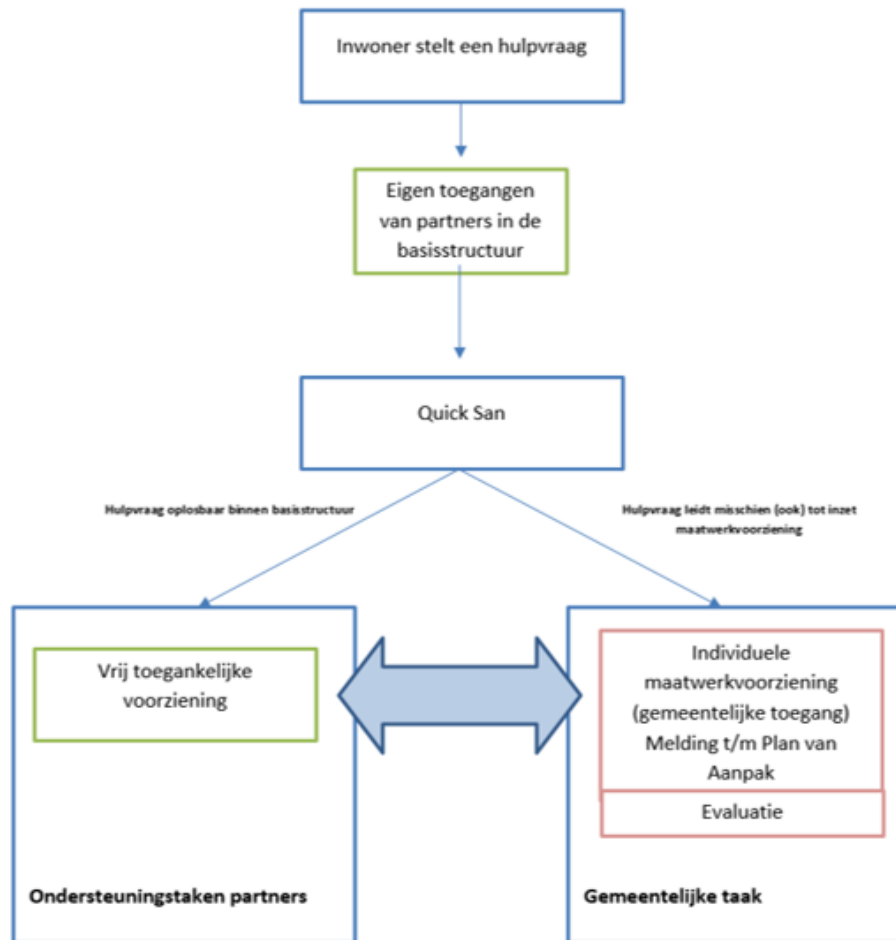 Inwoner stelt een hulpvraag
Eigen toegangen
van partners in de
basisstructuur
Quick San
Hulpvraag oplosbaar binnen basisstructuur
Hulpvraag leidt misschien (ook) tot inzet
maatwerkvoorziening
Vrij toegankelijke
voorziening
Ondersteuningstaken partners
Individuele
maatwerkvoorziening
(gemeentelijke toegang)
Melding t/m Plan van
Aanpak
Evaluatie
Gemeentelijke taak